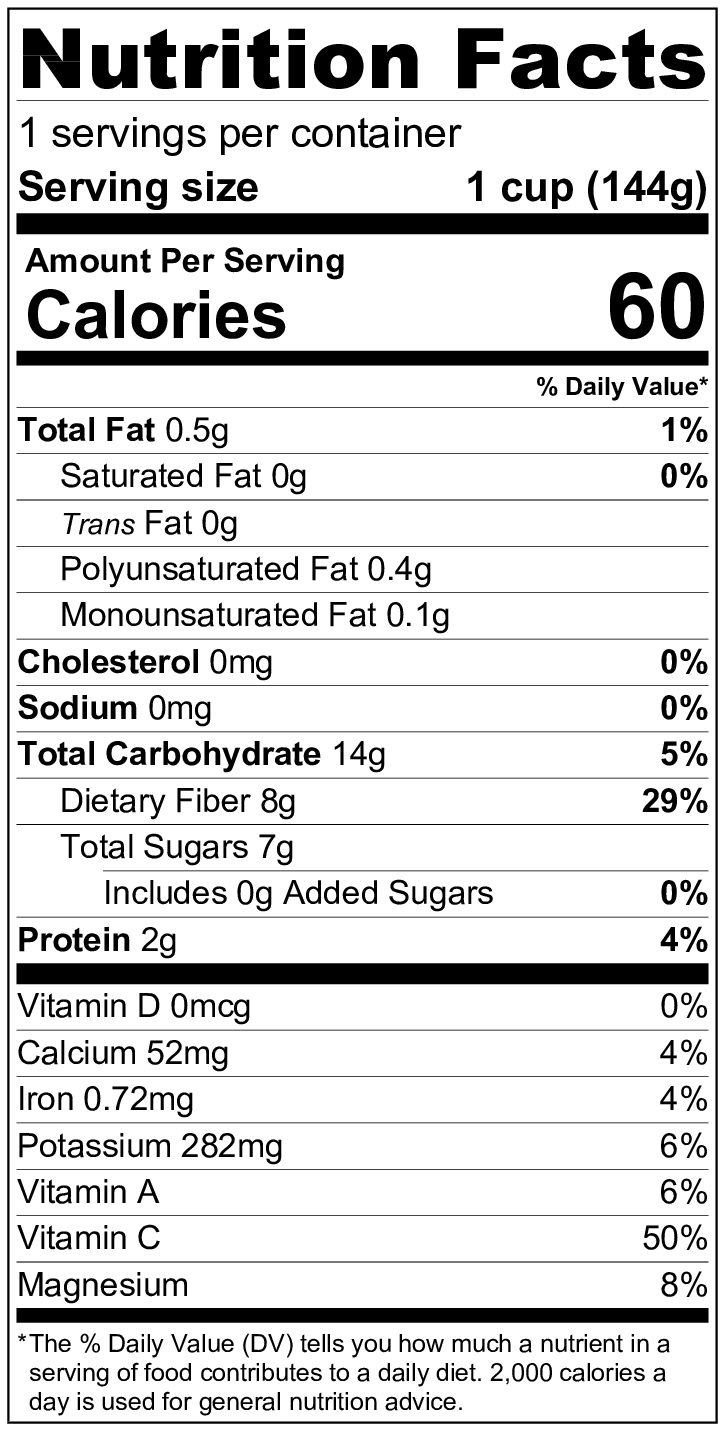 Nutrition Facts
1 servings per container
Serving size 1 cup (144g)
Amount Per Serving
Calories 60
% Daily Value*
Total Fat 0.5g 1%
Saturated Fat 0g 0%
Trans Fat 0g
Polyunsaturated Fat 0.4g
Monounsaturated Fat 0.1g
Cholesterol 0mg 0%
Sodium 0mg 0%
Total Carbohydrate 14g 5%
Dietary Fiber 8g 29%
Total Sugars 7g
Includes 0g Added Sugars 0%
Protein 2g 4%
Vitamin D 0mcg 0%
Calcium 52mg 4%
Iron 0.72mg 4%
Potassium 282mg 6%
Vitamin A 6%
Vitamin C 50%
Magnesium 8%
*The % Daily Value (DV) tells you how much a nutrient in a
serving of food contributes to a daily diet. 2,000 calories a
day is used for general nutrition advice.